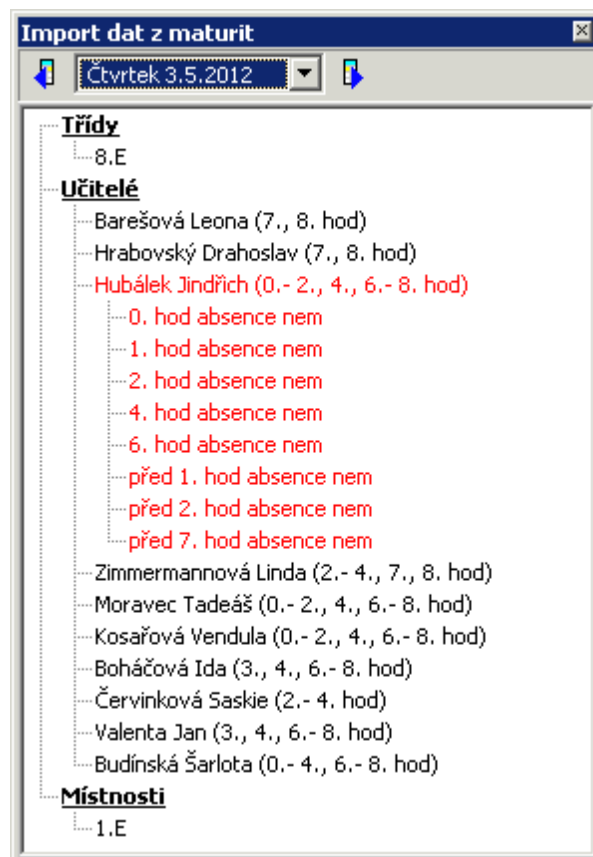 Import dat z maturit
Čtvrtek 3.5.2012
Třídy
8.E
Učitelé
Barešová Leona (7., 8. hod)
Hrabovský Drahoslav (7., 8. hod)
Hubálek Jindřich (0.- 2., 4., 6.- 8. hod)
0. hod absence nem
1. hod absence nem
2. hod absence nem
4. hod absence nem
6. hod absence nem
před 1. hod absence nem
před 2. hod absence nem
před 7. hod absence nem
Zimmermannová Linda (2.- 4., 7., 8. hod)
Moravec Tadeáš (0.- 2., 4., 6.- 8. hod)
Kosařová Vendula (0.- 2., 4., 6.- 8. hod)
Boháčová Ida (3., 4., 6.- 8. hod)
Červinková Saskie (2.- 4. hod)
Valenta Jan (3., 4., 6.- 8. hod)
Budínská Šarlota (0.- 4., 6.- 8. hod)
Místnosti
1.E